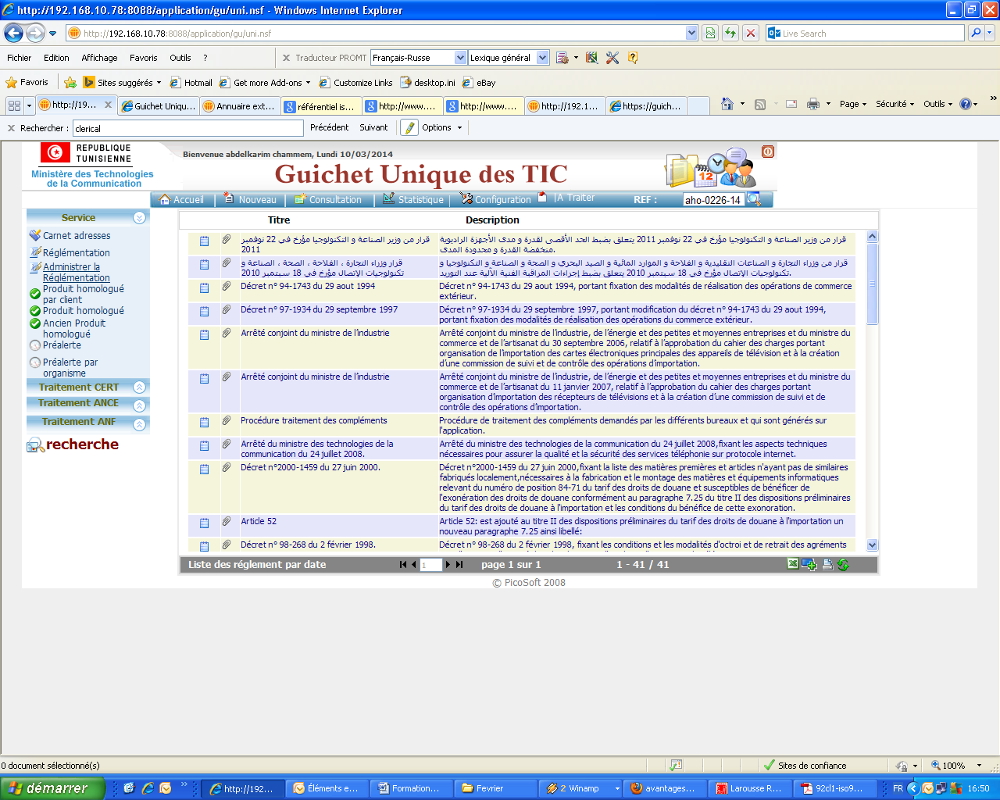 http://192.168.10.78:8088/application/gu/uni.nsf - Windows Internet Explorer
http://192.168.10.78:8088/application/gu/uni.nsf
Live Search
Fichier Edition Affichage Favoris Outils ?
Traducteur PROMT Français-Russe Lexique général
Favoris Sites suggérés Hotmail Get more Add-ons Customize Links desktop.ini eBay
http://19... Guichet Uniqu... Annuaire ext... référentiel is... http://www.... http://www.... http://192.1... https://guich...
Page Sécurité Outils
Rechercher : clerical Précédent Suivant Options
REPUBLIQUE
TUNISIENNE
Ministère des Technologies
de la Communication
Bienvenue abdelkarim chammem, Lundi 10/03/2014
Guichet Unique des TIC
Accueil Nouveau Consultation Statistique Configuration |A Traiter REF : aho-0226-14
Service
Carnet adresses
Réglémentation
Administrer la
Réglémentation
Produit homologué
par client
Produit homologué
Ancien Produit
homologué
Préalerte
Préalerte par
organisme
Traitement CERT
Traitement ANCE
Traitement ANF
recherche
Titre Description
قرار من وزير الصناعة و التكنولوجيا مؤرخ في 22 نوفمبر
2011
قرار من وزير الصناعة و التكنولوجيا مؤرخ في 22 نوفمبر 2011 يتعلق بضبط الحد الأقصى لقدرة و مدى الأجهزة الراديوية
منخفضة القدرة و محدودة المدى.
قرار وزراء التجارة ، الفلاحة ، الصحة ، الصناعة و
تكنولوجيات الإتصال مؤرخ في 18 سبتمبر 2010
قرار من وزراء التجارة و الصناعات التقليدية و الفلاحة و الموارد المائية و الصيد البحري و الصحة و الصناعة و التكنولوجيا و
تكنولوجيات الإتصال مؤرخ في 18 سبتمبر 2010 يتعلق بضبط إجراءات المراقبة الفنية الآلية عند التوريد.
Décret n° 94-1743 du 29 aout 1994
Décret n° 94-1743 du 29 aout 1994, portant fixation des modalités de réalisation des opérations de commerce
extérieur.
Décret n° 97-1934 du 29 septembre 1997
Décret n° 97-1934 du 29 septembre 1997, portant modification du décret n° 94-1743 du 29 aout 1994,
portant fixation des modalités de réalisation des opérations du commerce extérieur.
Arrêté conjoint du ministre de l'industrie
Arrêté conjoint du ministre de l'industrie, de l'énergie et des petites et moyennes entreprises et du ministre du
commerce et de l'artisanat du 30 septembre 2006, relatif à l'approbation du cahier des charges portant
organisation de l'importation des cartes électroniques principales des appareils de télévision et à la création
d'une commission de suivi et de contrôle des opérations d'importation.
Arrêté conjoint du ministre de l'industrie
Arrêté conjoint du ministre de l'industrie, de l'énergie et des petites et moyennes entreprises et du ministre du
commerce et de l'artisanat du 11 janvier 2007, relatif à l'approbation du cahier des charges portant
organisation d'importation des récepteurs de télévisions et à la création d'une commission de suivi et de
contrôle des opérations d'importation.
Procédure traitement des compléments
Procédure de traitement des compléments demandés par les différents bureaux et qui sont générés sur
l'application.
Arrêté du ministre des technologies de la
communication du 24 juillet 2008.
Arrêté du ministre des technologies de la communication du 24 juillet 2008,fixant les aspects techniques
nécessaires pour assurer la qualité et la sécurité des services téléphonie sur protocole internet.
Décret n°2000-1459 du 27 juin 2000.
Décret n°2000-1459 du 27 juin 2000,fixant la liste des matières premières et articles n'ayant pas de similaires
fabriqués localement,nécessaires à la fabrication et le montage des matières et équipements informatiques
relevant du numéro de position 84-71 du tarif des droits de douane et susceptibles de bénéficer de
l'exonération des droits de douane conformément au paragraphe 7.25 du titre II des dispositions préliminaires
du tarif des droits de douane à l'importation et les conditions du bénéfice de cette exonoration.
Article 52
Article 52: est ajouté au titre II des dispositions préliminaires du tarif des droits de douane à l'importation un
nouveau paragraphe 7.25 ainsi libellé:
Décret n° 98-268 du 2 février 1998.
Décret n° 98-268 du 2 février 1998, fixant les conditions et les modalités d'octroi et de retrait des agréments
Liste des réglement par date 1 page 1 sur 1 1 - 41 / 41
© PicoSoft 2008
0 document sélectionné(s) Sites de confiance 100%
démarrer http://192... Éléments e... Formation... Fevrier 2 Winamp avantages... Larousse R... 92cl1-iso9... FR 16:50